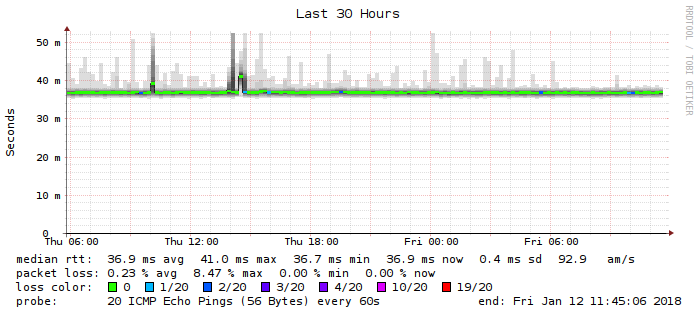 Last 30 Hours
RRDTOOL / TOBI OETIKER
Seconds
50 m
40 m
30 m
20 m
10 m
0
Thu 06:00 Thu 12:00 Thu 18:00 Fri 00:00 Fri 06:00
median rtt: 36.9 ms avg 41.0 ms max 36.7 ms min 36.9 ms now 0.4 ms sd 92.9 am/s
packet loss: 0.23 % avg 8.47 % max 0.00 % min 0.00 % now
loss color: 0 1/20 2/20 3/20 4/20 10/20 19/20
probe: 20 ICMP Echo Pings (56 Bytes) every 60s end: Fri Jan 12 11:45:06 2018